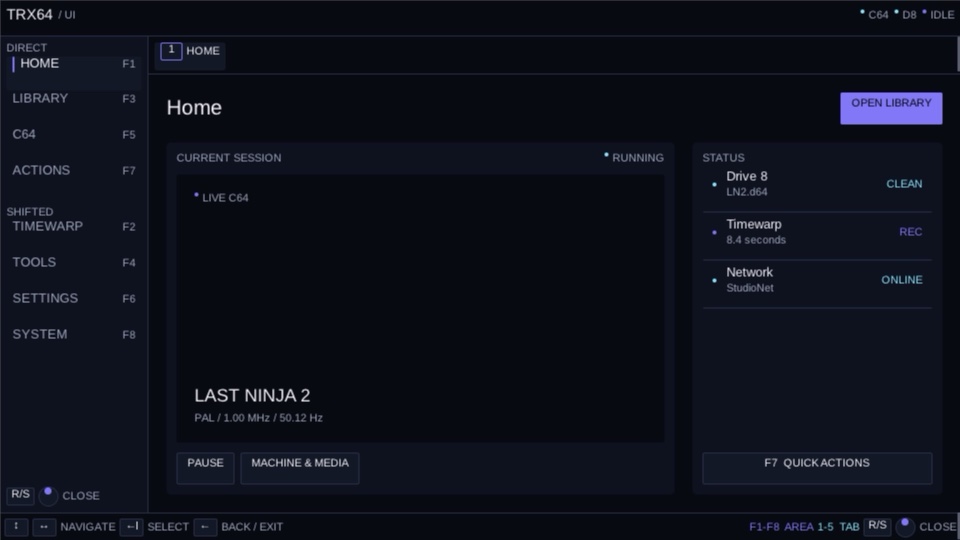 TRX64 / UI
C64 D8 IDLE
DIRECT
HOME F1
LIBRARY F3
C64 F5
ACTIONS F7
SHIFTED
TIMEWARP F2
TOOLS F4
SETTINGS F6
SYSTEM F8
R/S CLOSE
1 HOME
Home
OPEN LIBRARY
CURRENT SESSION
RUNNING
LIVE C64
LAST NINJA 2
PAL / 1.00 MHz / 50.12 Hz
PAUSE
MACHINE & MEDIA
STATUS
Drive 8
LN2.d64
CLEAN
Timewarp
8.4 seconds
REC
Network
StudioNet
ONLINE
F7 QUICK ACTIONS
↕ ↔ NAVIGATE ←I SELECT ← BACK / EXIT
F1-F8 AREA 1-5 TAB R/S CLOSE